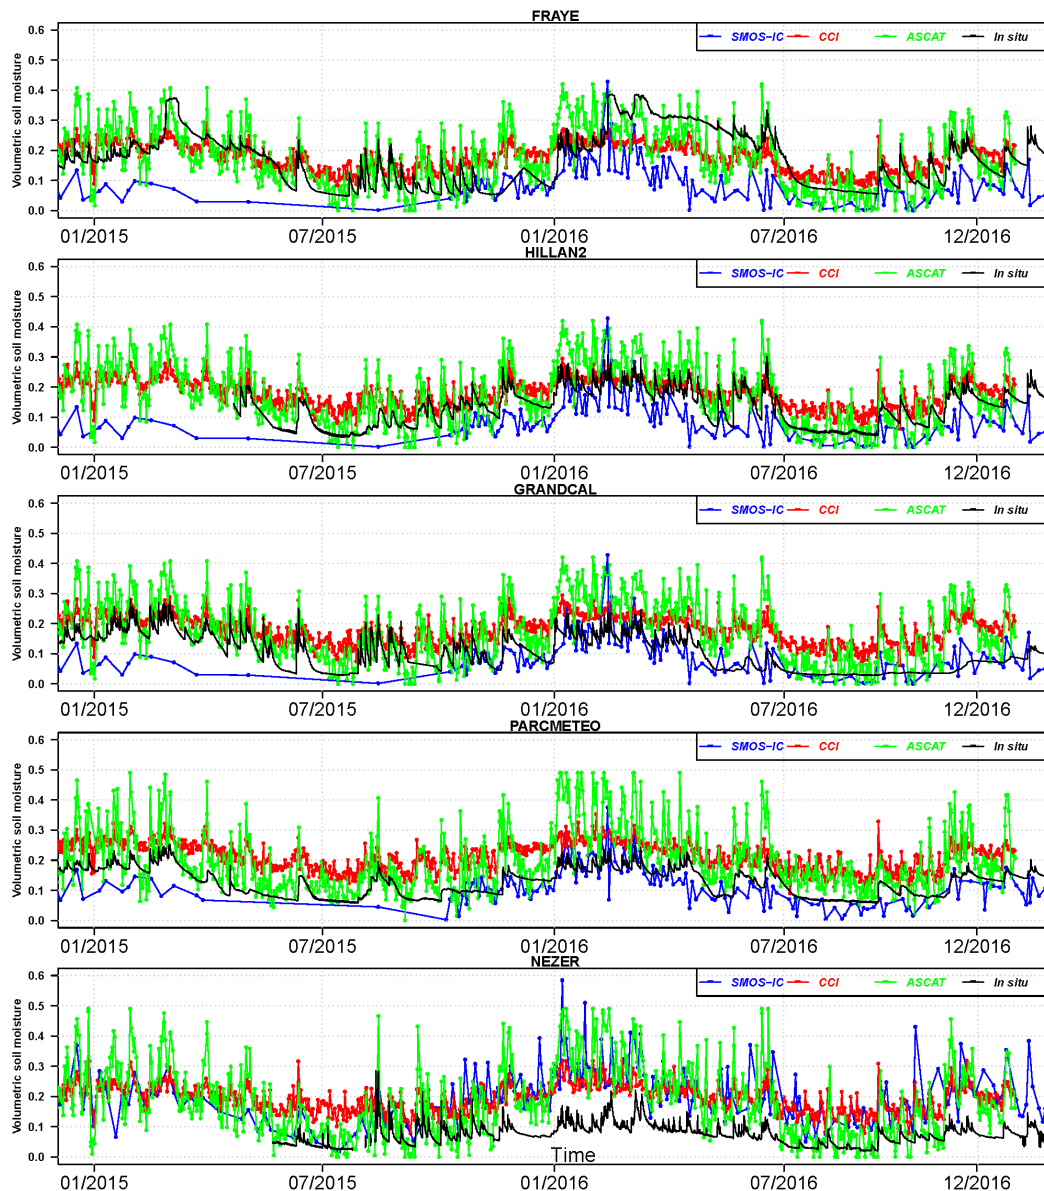 FRAYE
SMOS-IC CCI ASCAT In situ
Volumetric soil moisture
0.6
0.5
0.4
0.3
0.2
0.1
0.0
01/2015 07/2015 01/2016 07/2016 12/2016
HILLAN2
SMOS-IC CCI ASCAT In situ
Volumetric soil moisture
0.6
0.5
0.4
0.3
0.2
0.1
0.0
01/2015 07/2015 01/2016 07/2016 12/2016
GRANDCAL
SMOS-IC CCI ASCAT In situ
Volumetric soil moisture
0.6
0.5
0.4
0.3
0.2
0.1
0.0
01/2015 07/2015 01/2016 07/2016 12/2016
PARCMETEO
SMOS-IC CCI ASCAT In situ
Volumetric soil moisture
0.6
0.5
0.4
0.3
0.2
0.1
0.0
01/2015 07/2015 01/2016 07/2016 12/2016
NEZER
SMOS-IC CCI ASCAT In situ
Volumetric soil moisture
0.6
0.5
0.4
0.3
0.2
0.1
0.0
Time
01/2015 07/2015 01/2016 07/2016 12/2016